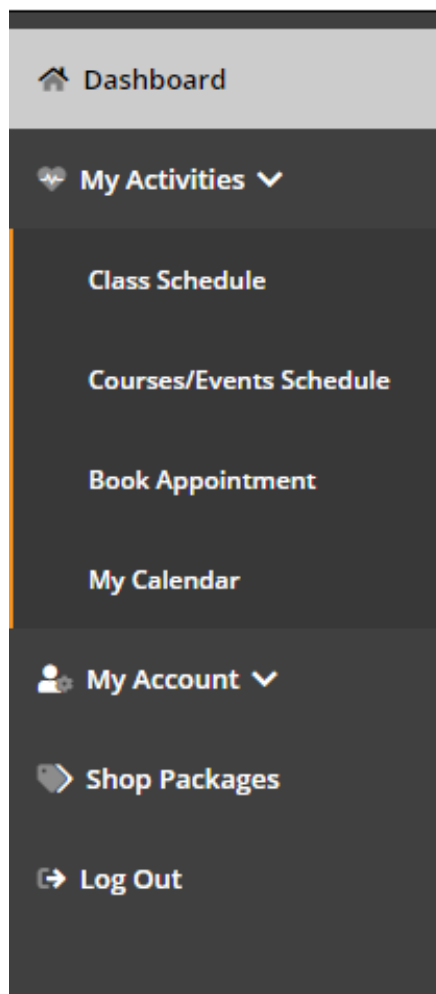 Dashboard
My Activities
Class Schedule
Courses/Events Schedule
Book Appointment
My Calendar
My Account
Shop Packages
Log Out